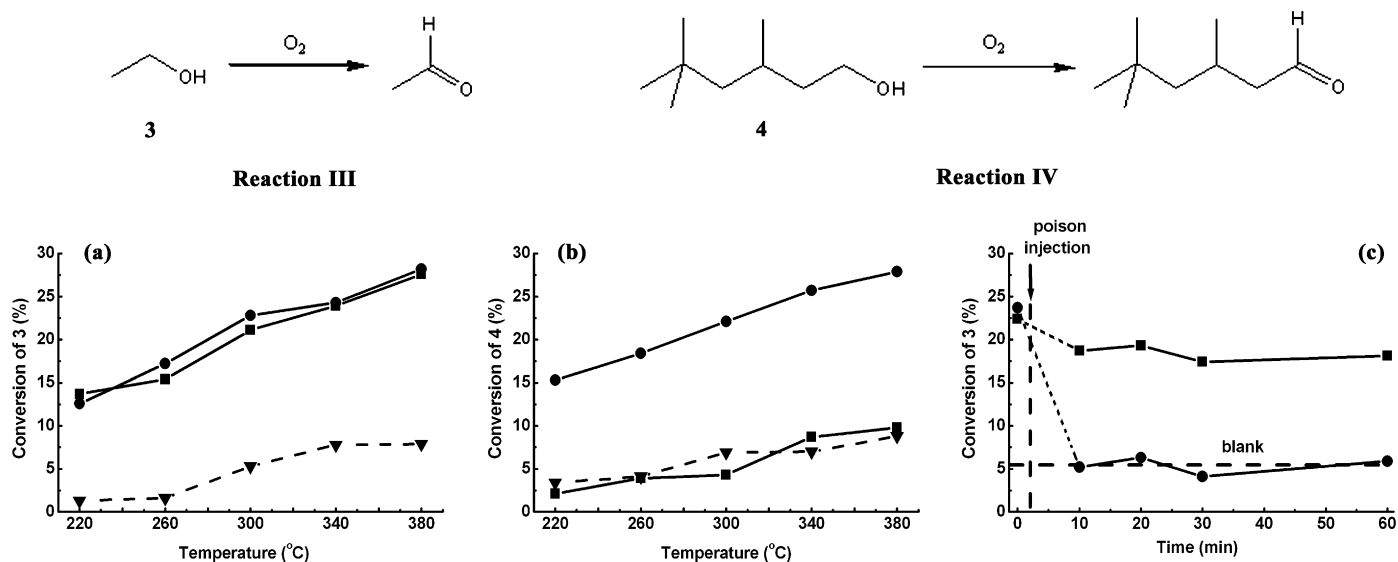 O2
OH
H
O
3
Reaction III
O2
OH
H
O
4
Reaction IV
(a)
Conversion of 3 (%)
30
25
20
15
10
5
0
220 260 300 340 380
Temperature (oC)
(b)
Conversion of 4 (%)
30
25
20
15
10
5
0
220 260 300 340 380
Temperature (oC)
poison
injection
(c)
Conversion of 3 (%)
30
25
20
15
10
5
0
blank
0 10 20 30 40 50 60
Time (min)